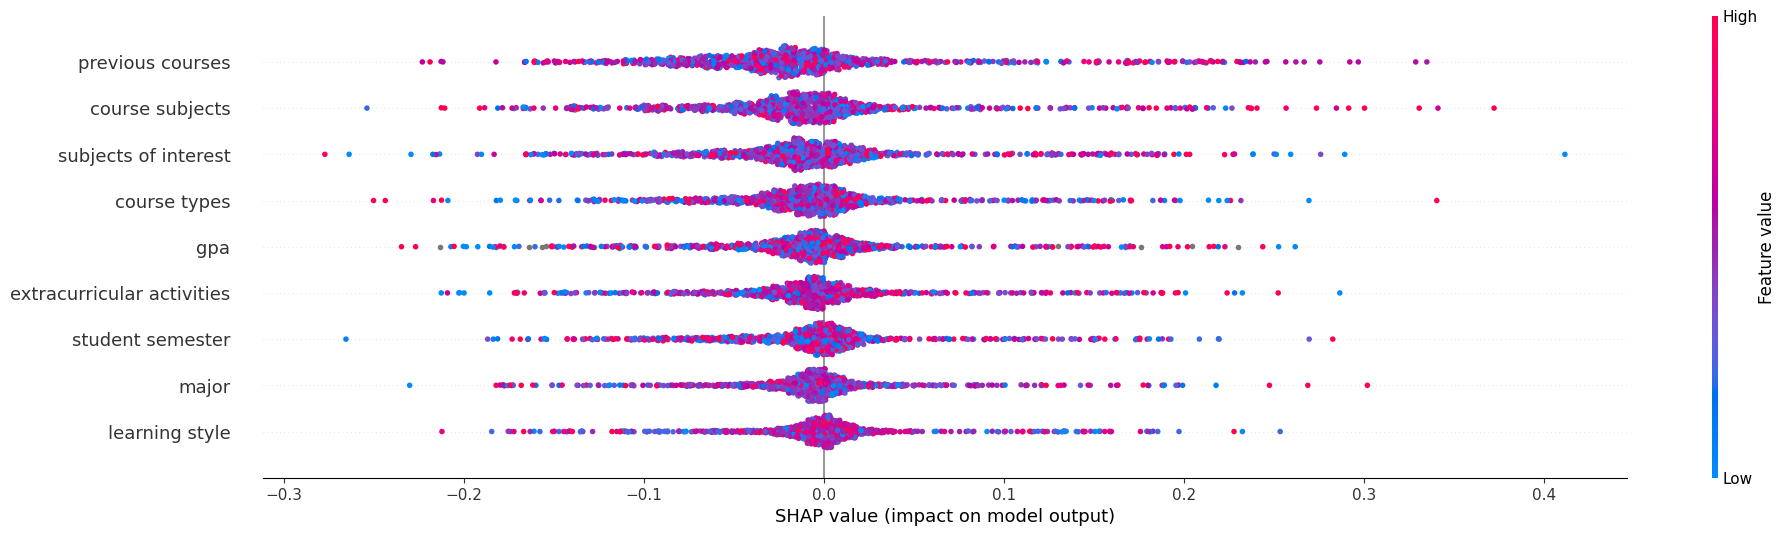 High
previous courses
course subjects
subjects of interest
course types
gpa
extracurricular activities
student semester
major
learning style
Feature value
Low
−0.3 −0.2 −0.1 0.0 0.1 0.2 0.3 0.4
SHAP value (impact on model output)